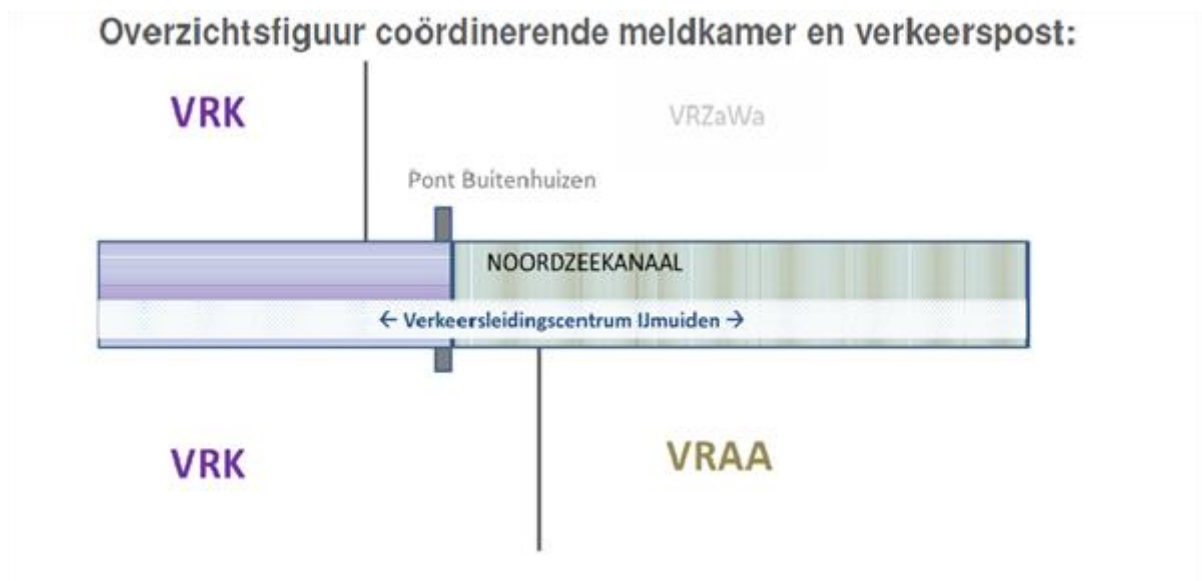 Overzichtsfiguur coördinerende meldkamer en verkeerspost:
VRK
VRZaWa
Pont Buitenhuizen
NOORDZEEKANAAL
← Verkeersleidingscentrum IJmuiden →
VRK
VRAA